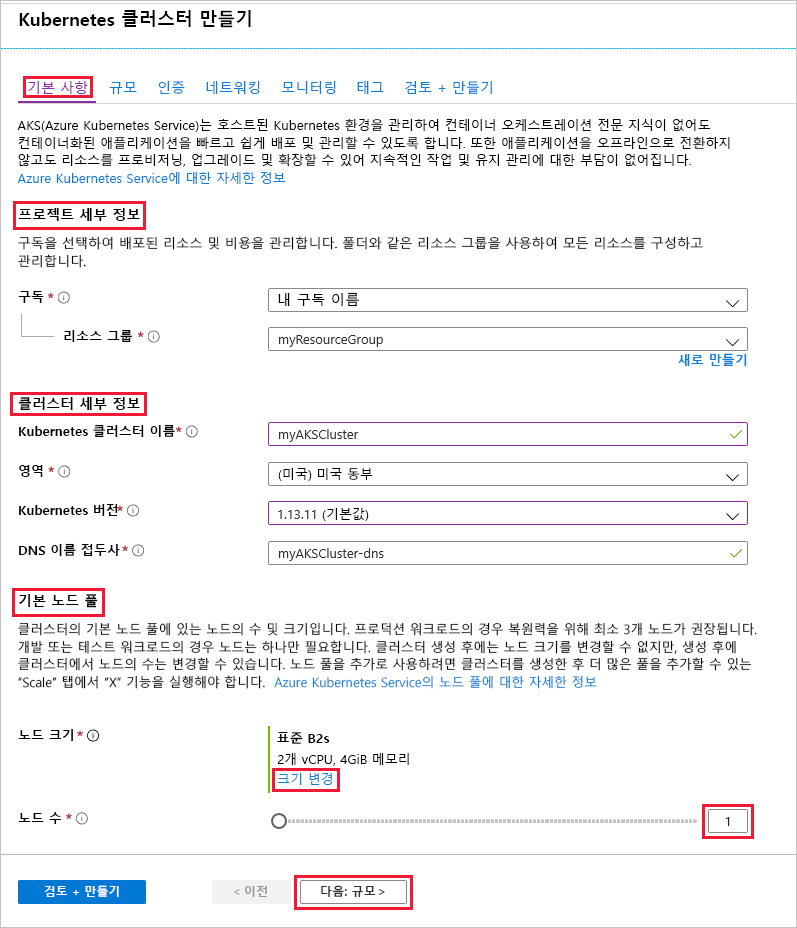 Kubernetes 클러스터 만들기
기본 사항 규모 인증 네트워킹 모니터링 태그 검토 + 만들기
AKS(Azure Kubernetes Service)는 호스트된 Kubernetes 환경을 관리하여 컨테이너 오케스트레이션 전문 지식이 없어도
컨테이너화된 애플리케이션을 빠르고 쉽게 배포 및 관리할 수 있도록 합니다. 또한 애플리케이션을 오프라인으로 전환하지
않고도 리소스를 프로비저닝, 업그레이드 및 확장할 수 있어 지속적인 작업 및 유지 관리에 대한 부담이 없어집니다.
Azure Kubernetes Service에 대한 자세한 정보
프로젝트 세부 정보
구독을 선택하여 배포된 리소스 및 비용을 관리합니다. 폴더와 같은 리소스 그룹을 사용하여 모든 리소스를 구성하고
관리합니다.
구독 * 내 구독 이름
리소스 그룹 * myResourceGroup
새로 만들기
클러스터 세부 정보
Kubernetes 클러스터 이름* myAKSCluster
영역 * (미국) 미국 동부
Kubernetes 버전* 1.13.11 (기본값)
DNS 이름 접두사* myAKSCluster-dns
기본 노드 풀
클러스터의 기본 노드 풀에 있는 노드의 수 및 크기입니다. 프로덕션 워크로드의 경우 복원력을 위해 최소 3개 노드가 권장됩니다.
개발 또는 테스트 워크로드의 경우 노드는 하나만 필요합니다. 클러스터 생성 후에는 노드 크기를 변경할 수 없지만, 생성 후에
클러스터에서 노드의 수는 변경할 수 있습니다. 노드 풀을 추가로 사용하려면 클러스터를 생성한 후 더 많은 풀을 추가할 수 있는
“Scale” 탭에서 “X” 기능을 실행해야 합니다. Azure Kubernetes Service의 노드 풀에 대한 자세한 정보
노드 크기 * 표준 B2s
2개 vCPU, 4GiB 메모리
크기 변경
노드 수 * 1
검토 + 만들기 < 이전 다음: 규모 >